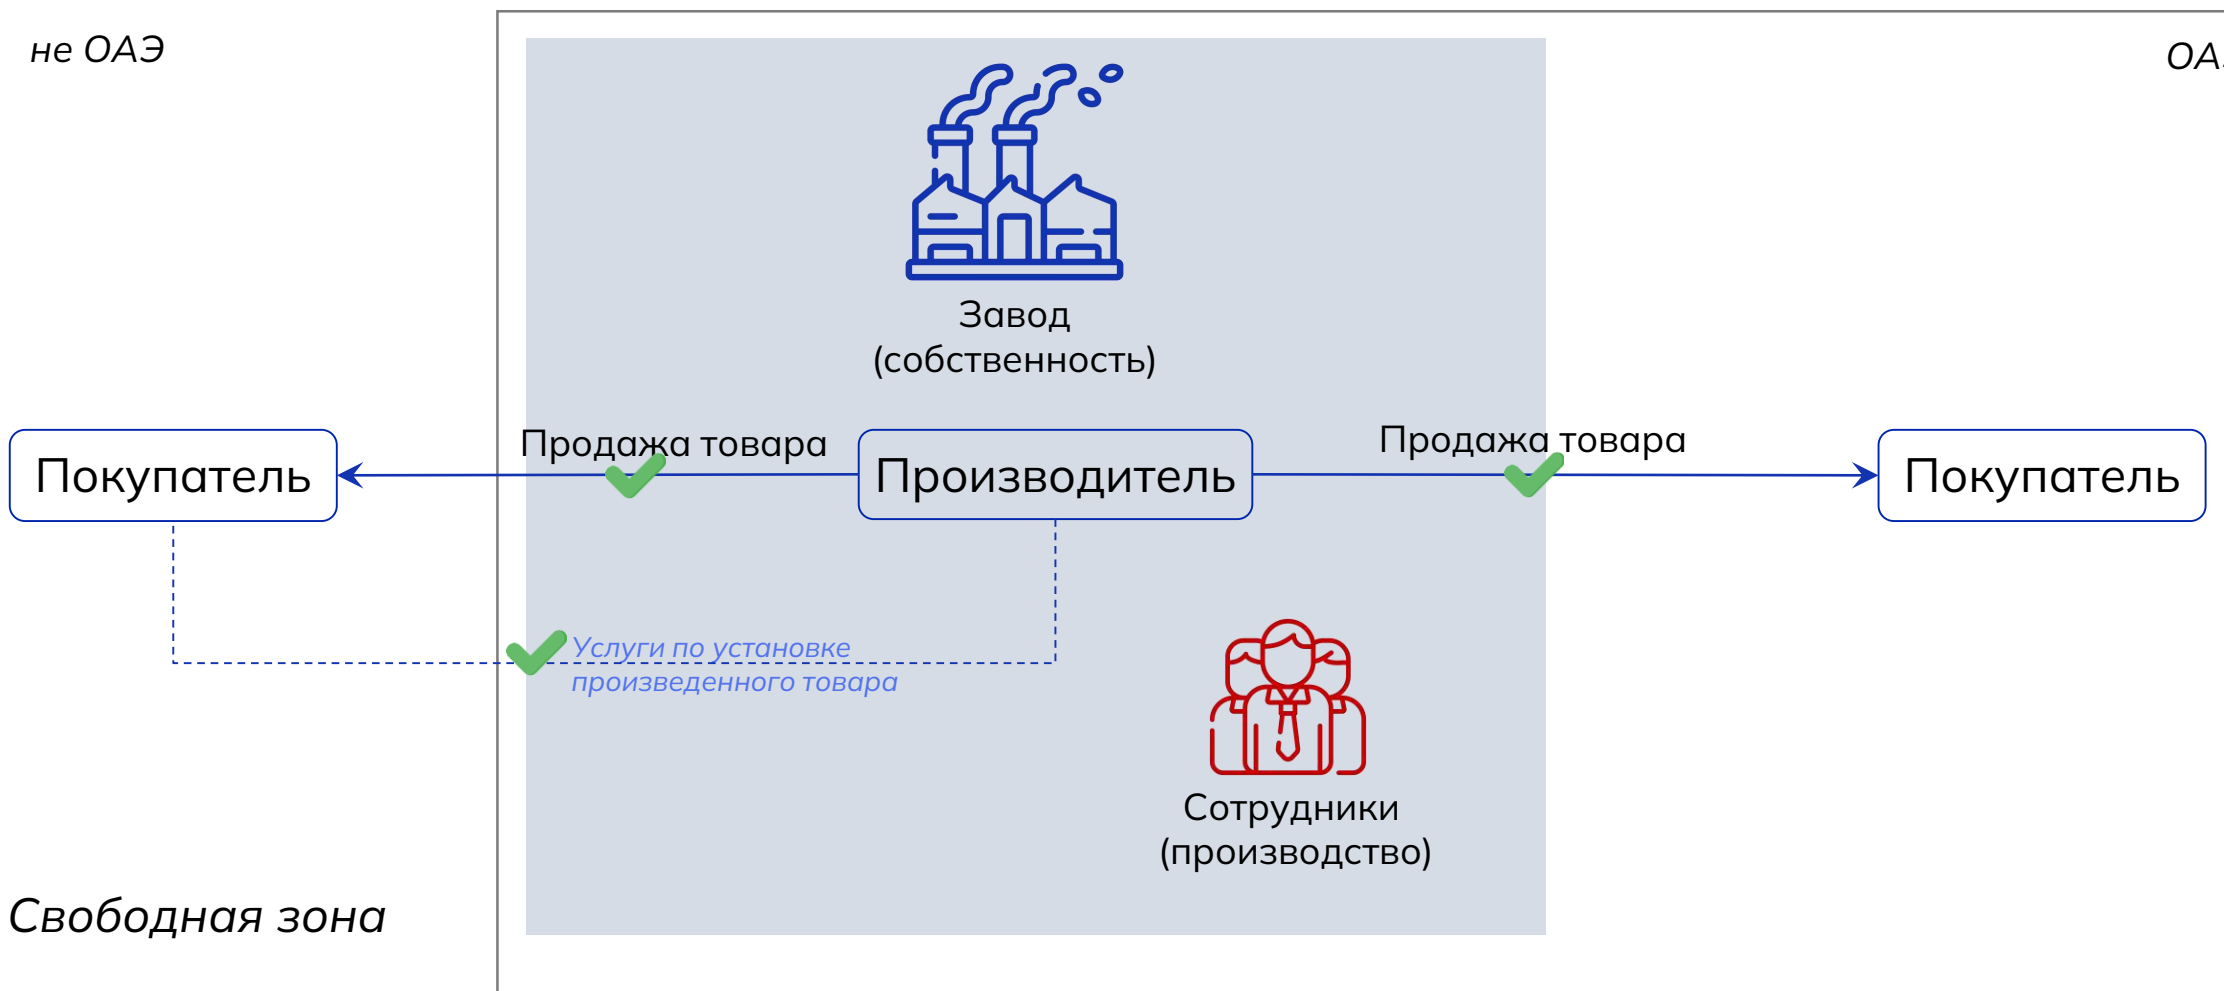 не ОАЭ
Завод
(собственность)
Продажа товара
Продажа товара
Покупатель
Производитель
Покупатель
Услуги по установке
произведенного товара
Сотрудники
(производство)
Свободная зона